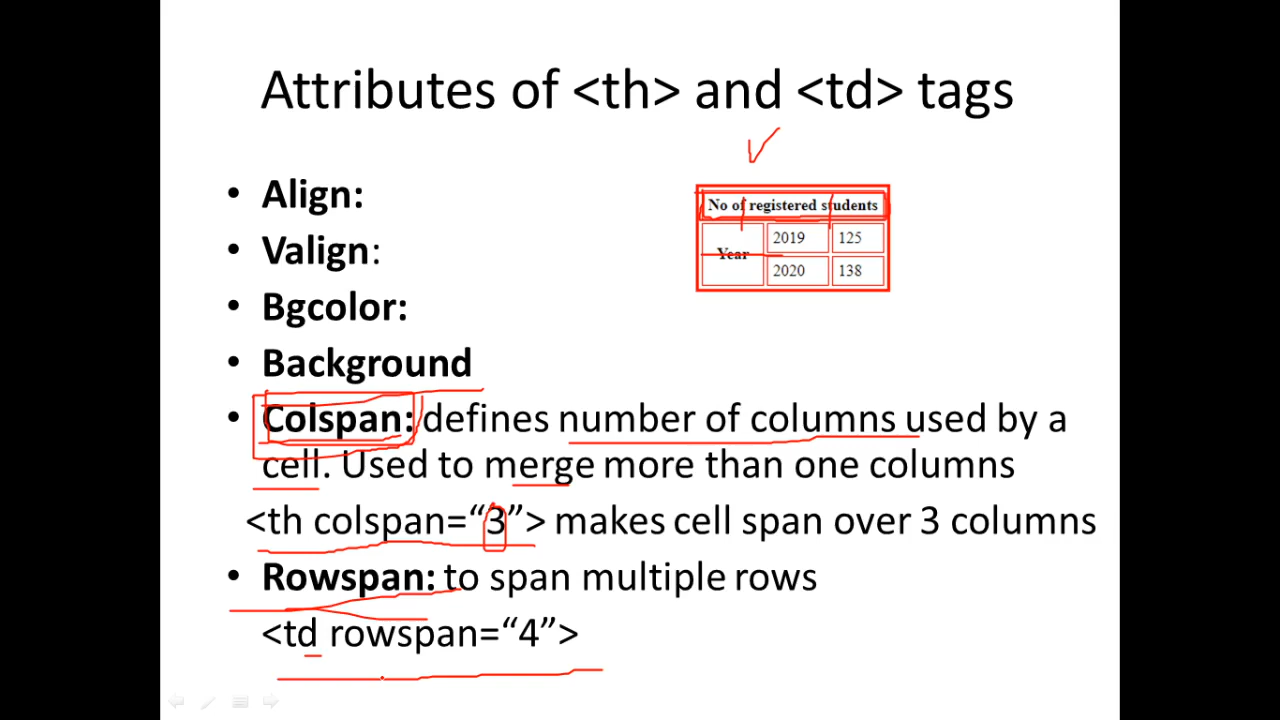 Attributes of <th> and <td> tags
• Align:
• Valign:
• Bgcolor:
• Background
No of registered students
Year 2019 125
2020 138
• Colspan: defines number of columns used by a
cell. Used to merge more than one columns
<th colspan=“3”> makes cell span over 3 columns
• Rowspan: to span multiple rows
<td rowspan=“4”>